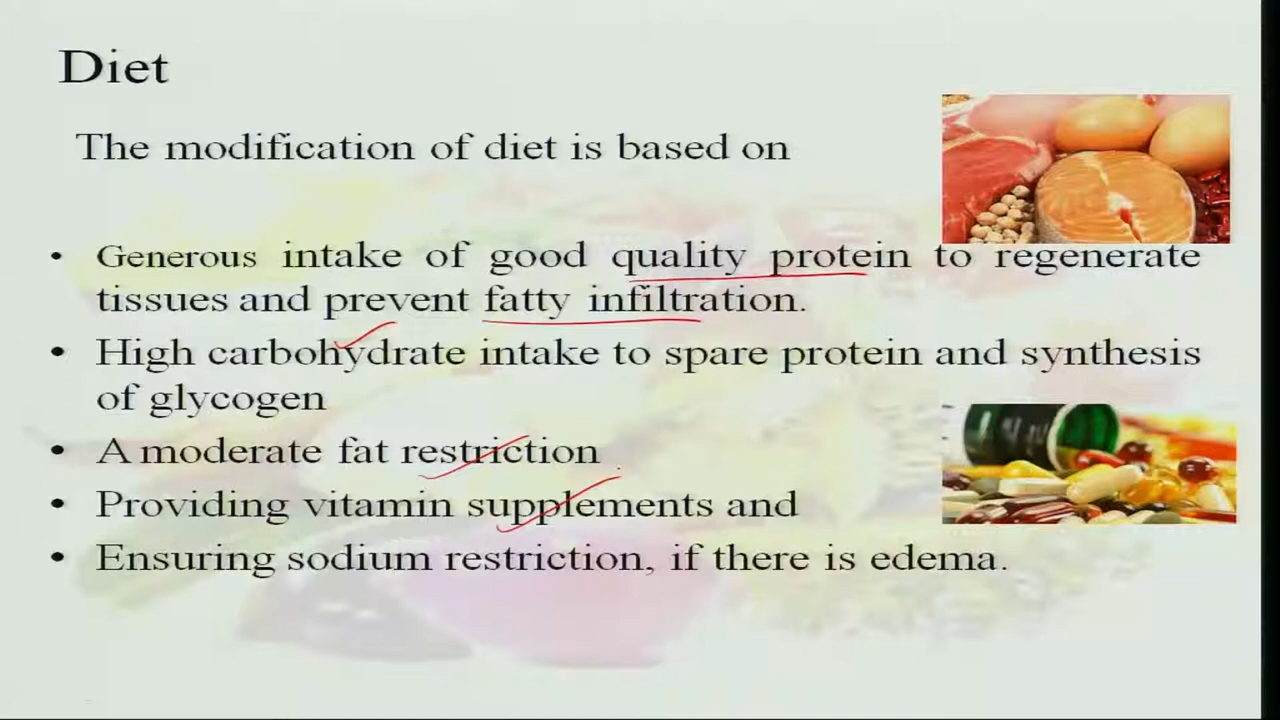 Diet
The modification of diet is based on
• Generous intake of good quality protein to regenerate
tissues and prevent fatty infiltration.
• High carbohydrate intake to spare protein and synthesis
of glycogen
• A moderate fat restriction
• Providing vitamin supplements and
• Ensuring sodium restriction, if there is edema.